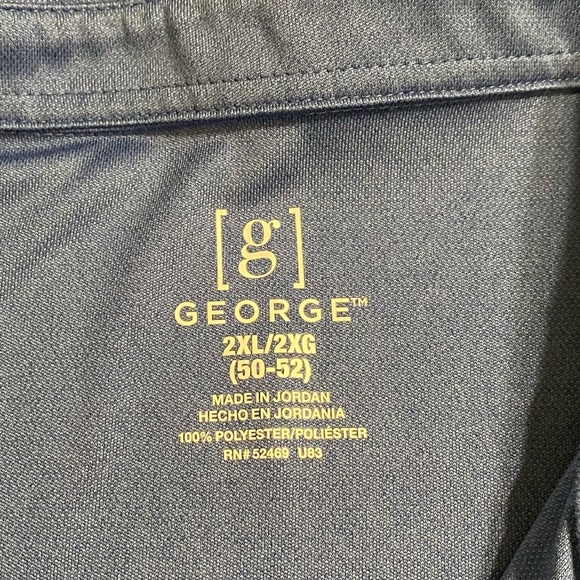 [g]
GEORGE™
2XL/2XG
(50-52)
MADE IN JORDAN
HECHO EN JORDANIA
100% POLYESTER/POLIÉSTER
RN# 52469 U83